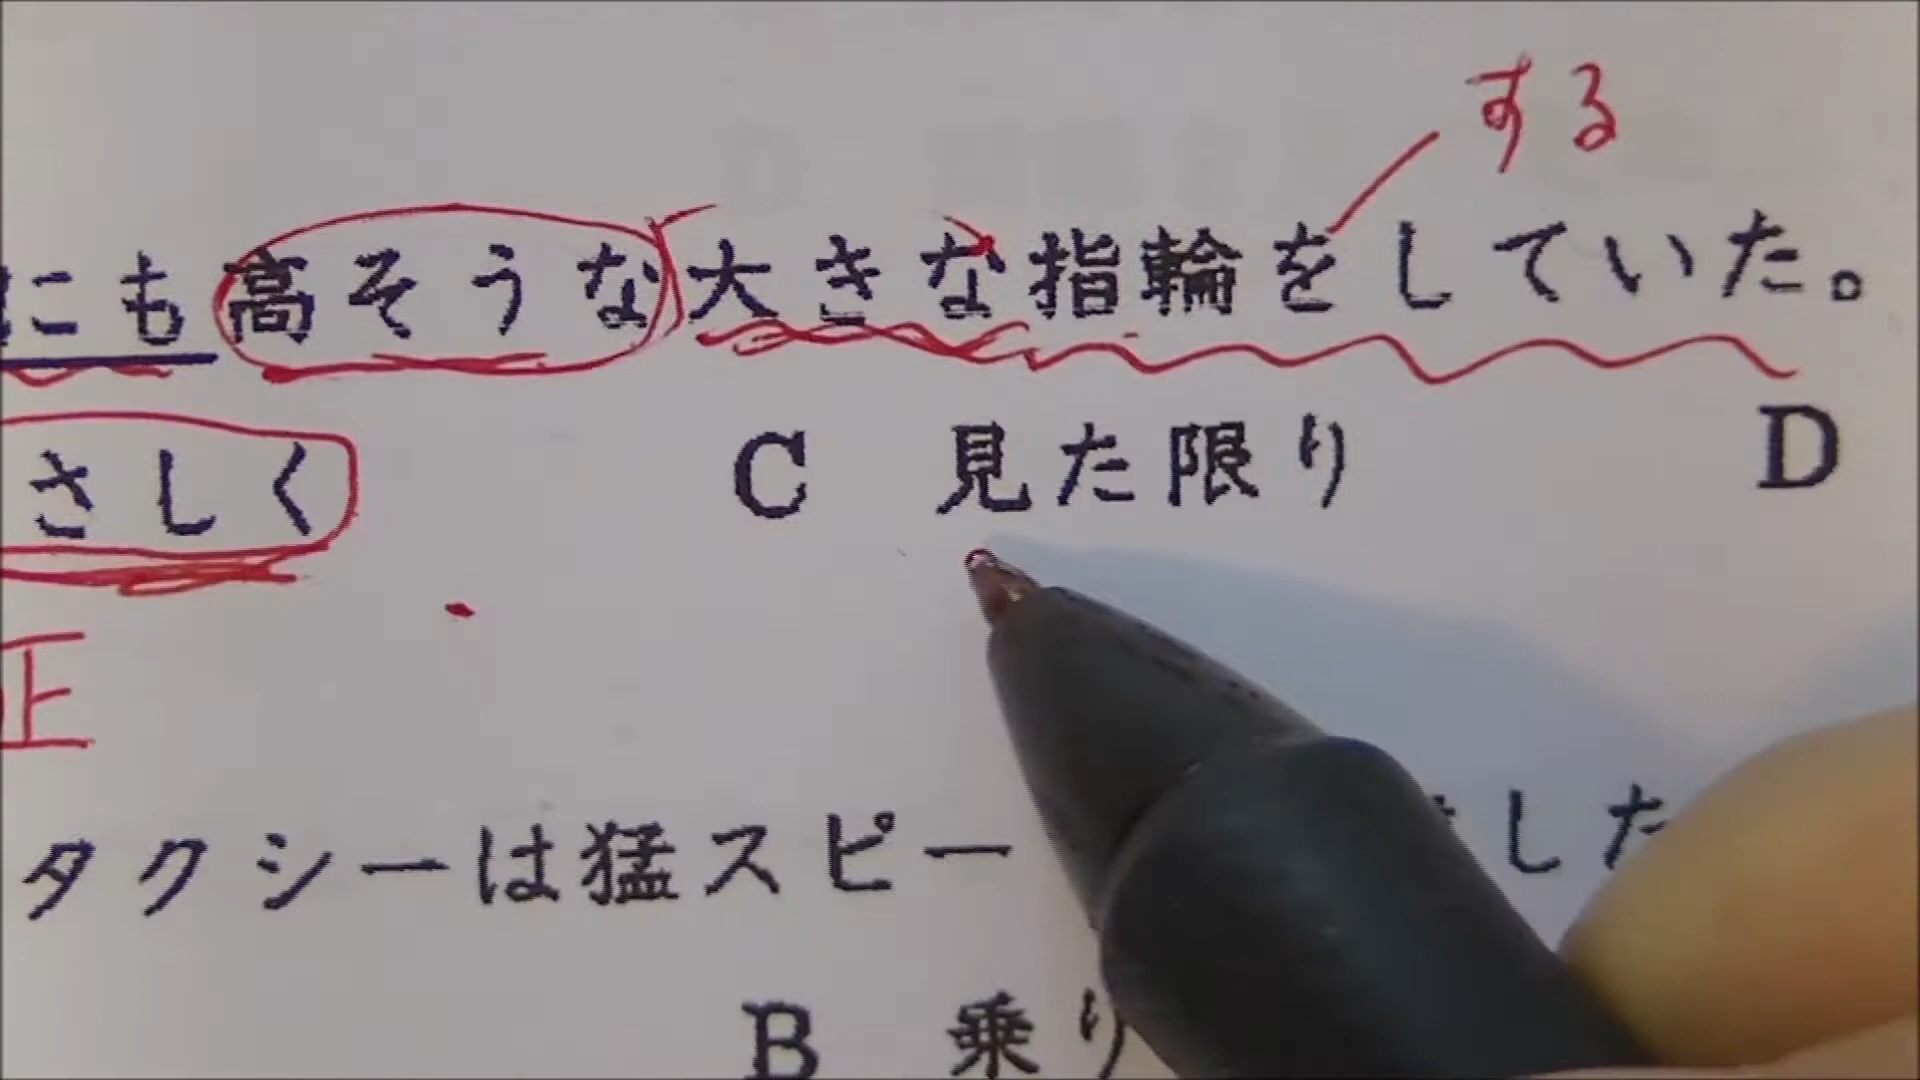 する
にも高そうな大きな指輪をしていた。
さしく C 見た限り D
正
タクシーは猛スピー した
B 乗り